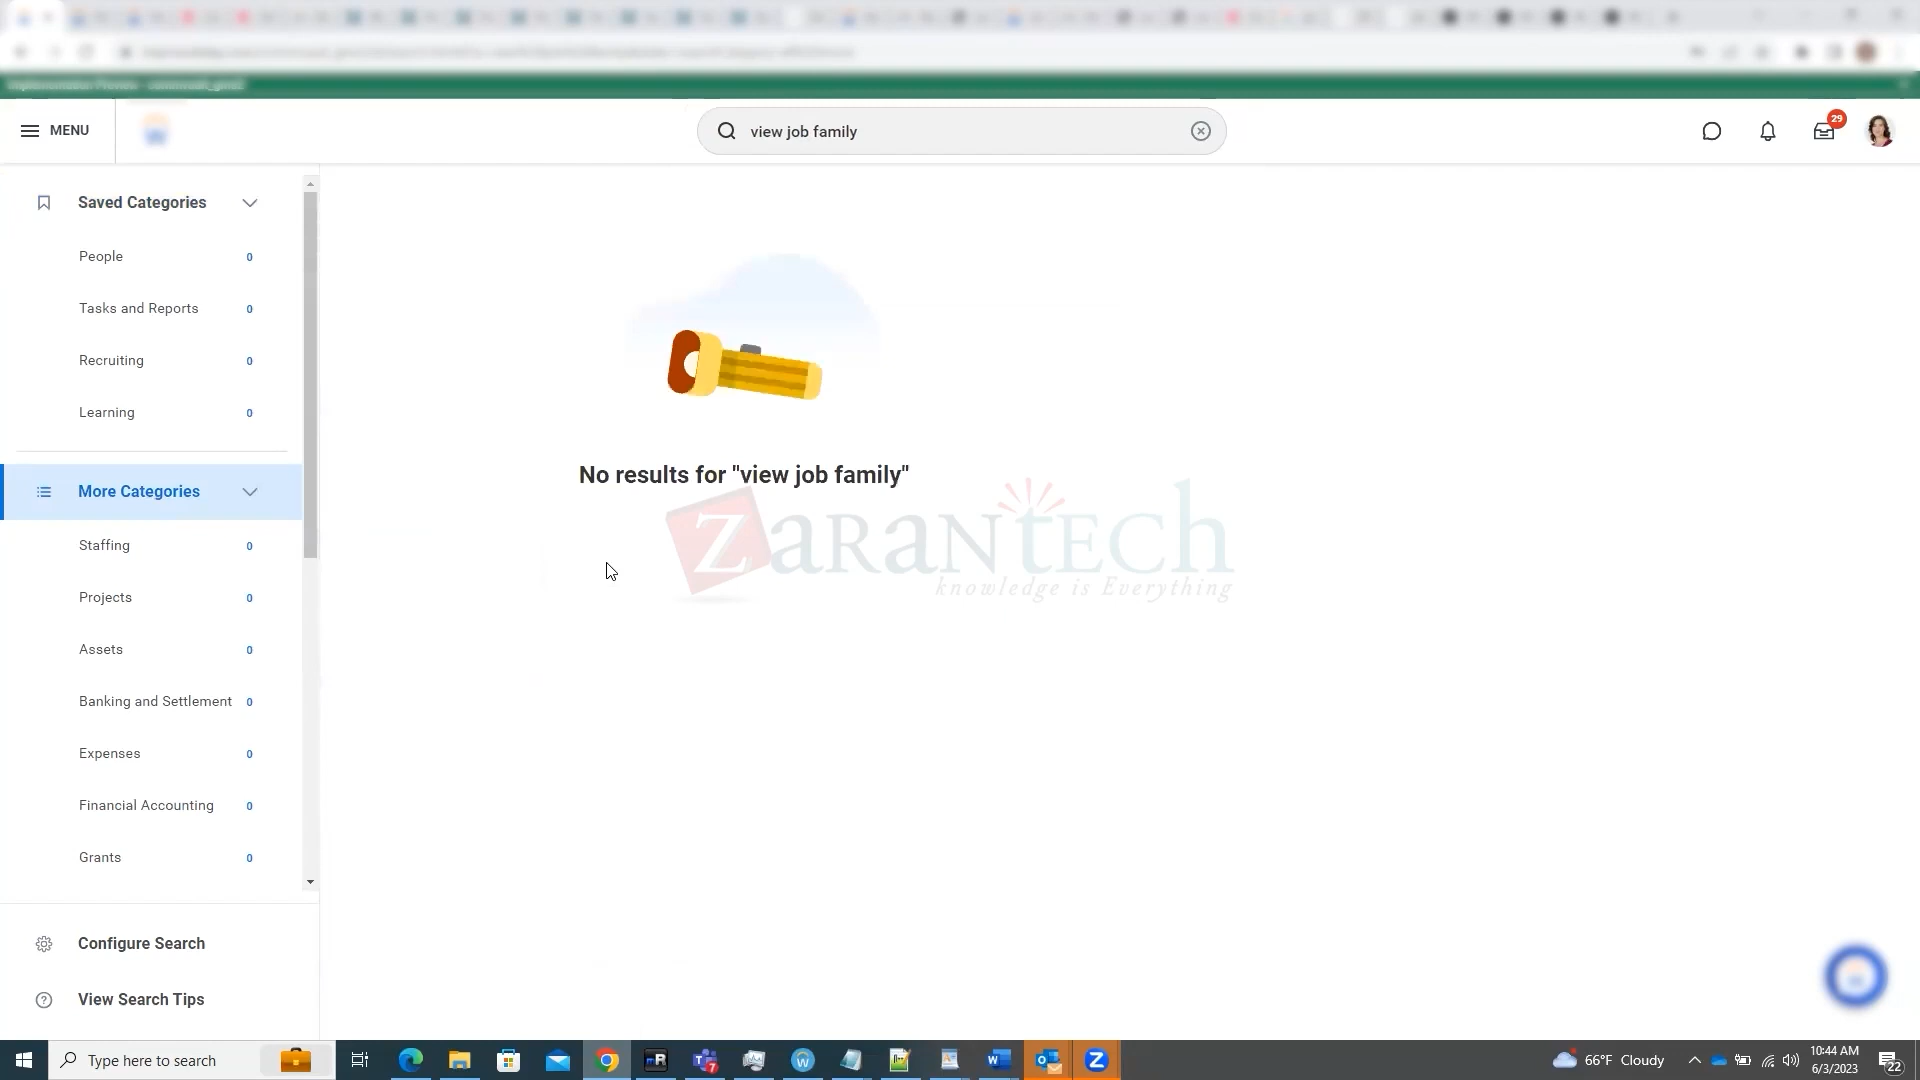 MENU
view job family
29
Saved Categories
People 0
Tasks and Reports 0
Recruiting 0
Learning 0
More Categories
Staffing 0
Projects 0
Assets 0
Banking and Settlement 0
Expenses 0
Financial Accounting 0
Grants 0
Configure Search
View Search Tips
No results for "view job family"
ZaranTech
knowledge is Everything
Type here to search
66°F Cloudy
10:44 AM
6/3/2023
22